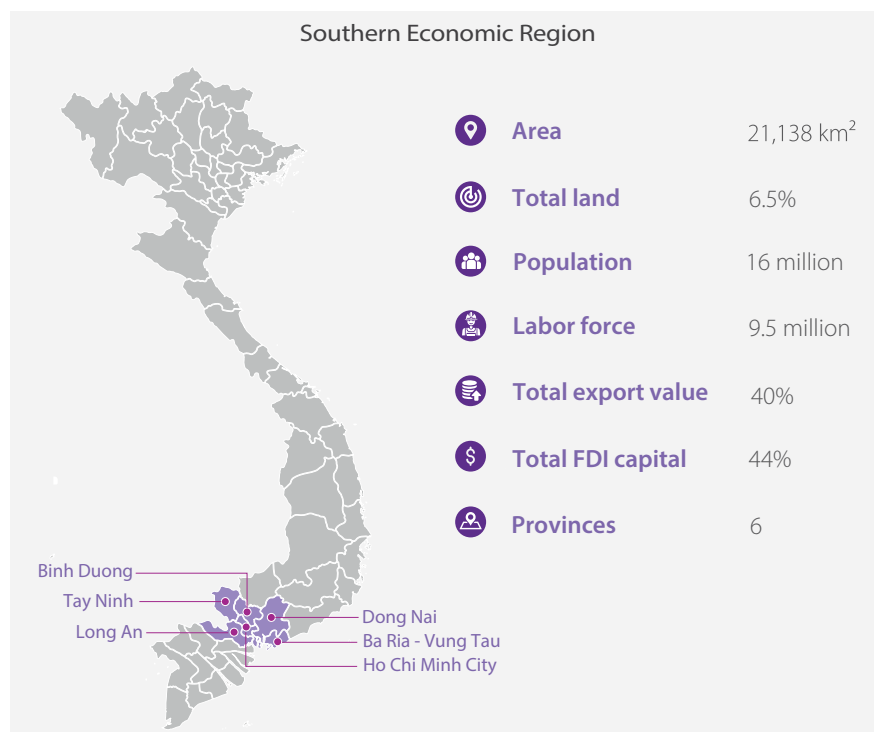 Southern Economic Region
Area 21,138 km²
Total land 6.5%
Population 16 million
Labor force 9.5 million
Total export value 40%
Total FDI capital 44%
Provinces 6
Binh Duong
Tay Ninh
Long An
Dong Nai
Ba Ria - Vung Tau
Ho Chi Minh City